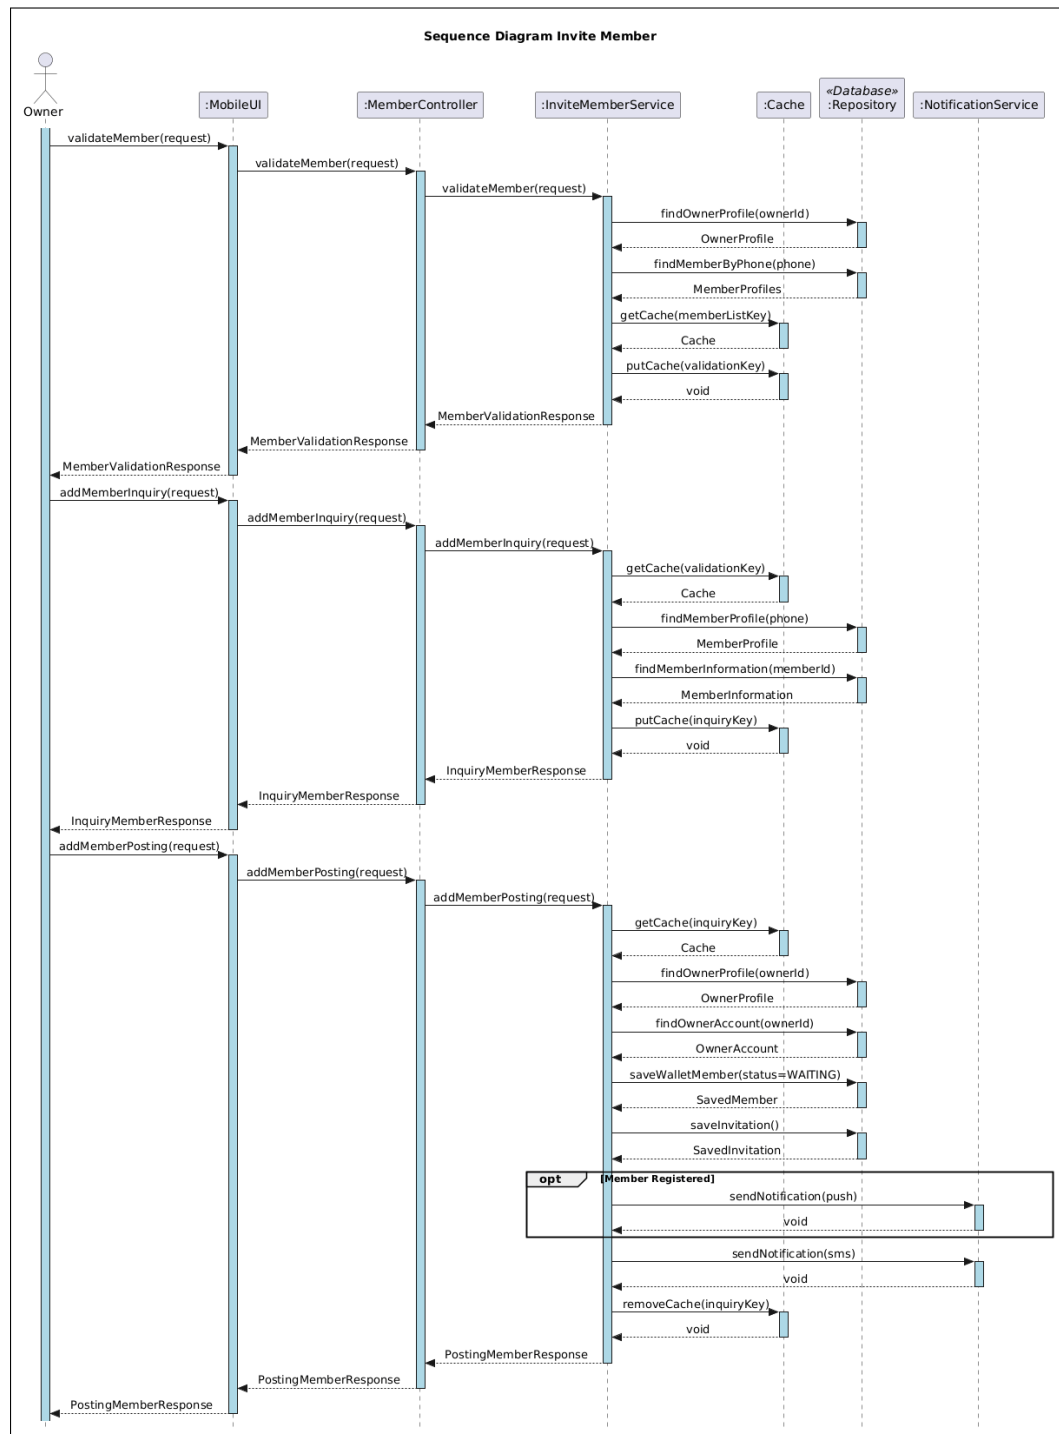 Sequence Diagram Invite Member
Owner
:MobileUI
:MemberController
:InviteMemberService
:Cache
«Database»
:Repository
:NotificationService
validateMember(request)
validateMember(request)
validateMember(request)
findOwnerProfile(ownerId)
OwnerProfile
findMemberByPhone(phone)
MemberProfiles
getCache(memberListKey)
Cache
putCache(validationKey)
void
MemberValidationResponse
MemberValidationResponse
MemberValidationResponse
addMemberInquiry(request)
addMemberInquiry(request)
addMemberInquiry(request)
getCache(validationKey)
Cache
findMemberProfile(phone)
MemberProfile
findMemberInformation(memberId)
MemberInformation
putCache(inquiryKey)
void
InquiryMemberResponse
InquiryMemberResponse
InquiryMemberResponse
addMemberPosting(request)
addMemberPosting(request)
addMemberPosting(request)
getCache(inquiryKey)
Cache
findOwnerProfile(ownerId)
OwnerProfile
findOwnerAccount(ownerId)
OwnerAccount
saveWalletMember(status=WAITING)
SavedMember
saveInvitation()
SavedInvitation
opt [Member Registered]
sendNotification(push)
void
sendNotification(sms)
void
removeCache(inquiryKey)
void
PostingMemberResponse
PostingMemberResponse
PostingMemberResponse